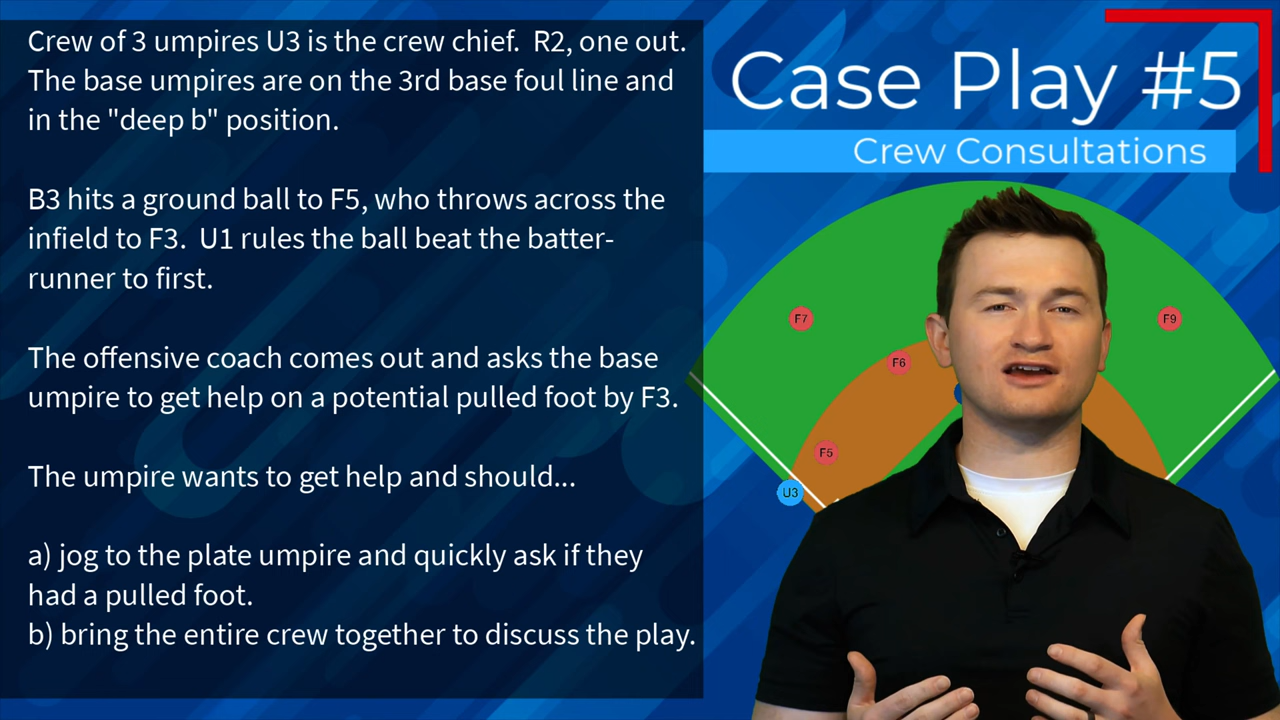 Crew of 3 umpires U3 is the crew chief. R2, one out.
The base umpires are on the 3rd base foul line and
in the "deep b" position.
B3 hits a ground ball to F5, who throws across the
infield to F3. U1 rules the ball beat the batter-
runner to first.
The offensive coach comes out and asks the base
umpire to get help on a potential pulled foot by F3.
The umpire wants to get help and should...
a) jog to the plate umpire and quickly ask if they
had a pulled foot.
b) bring the entire crew together to discuss the play.
Case Play #5
Crew Consultations
F7
F9
F6
F5
U3